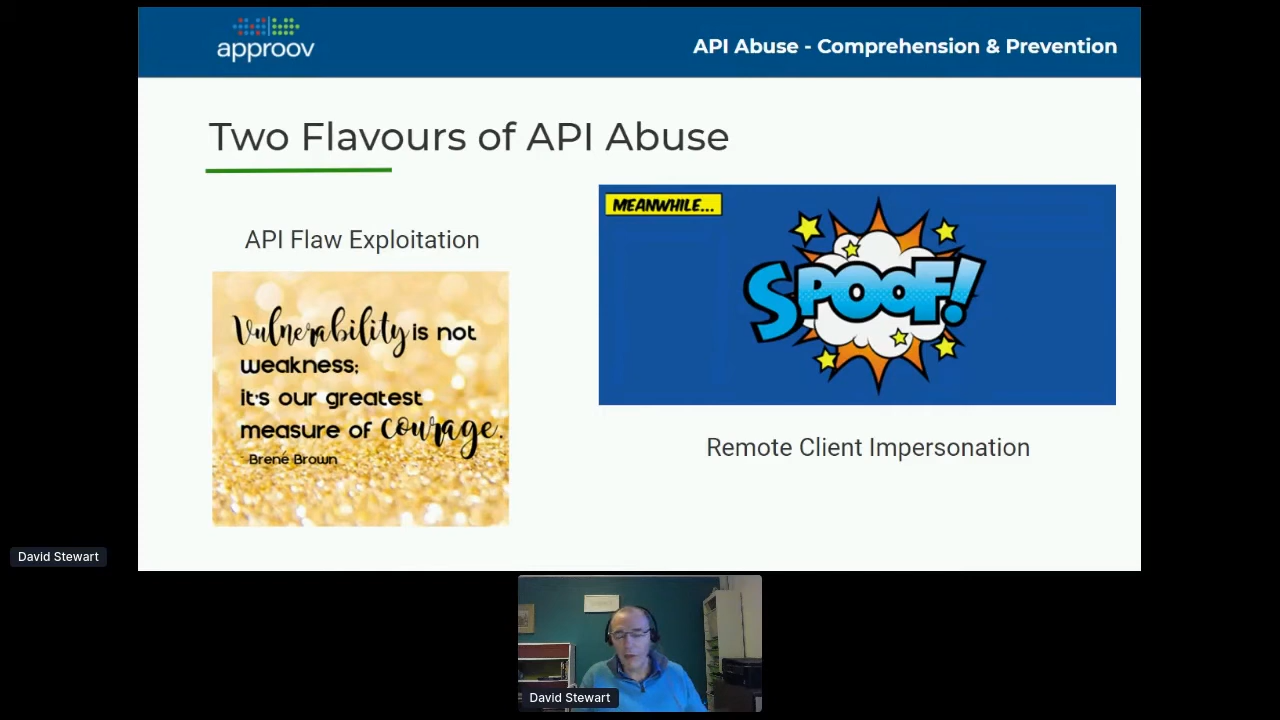 approov
API Abuse - Comprehension & Prevention
Two Flavours of API Abuse
API Flaw Exploitation
Vulnerability is not
weakness;
it's our greatest
measure of courage.
Brené Brown
MEANWHILE...
SPOOF!
Remote Client Impersonation
David Stewart
David Stewart